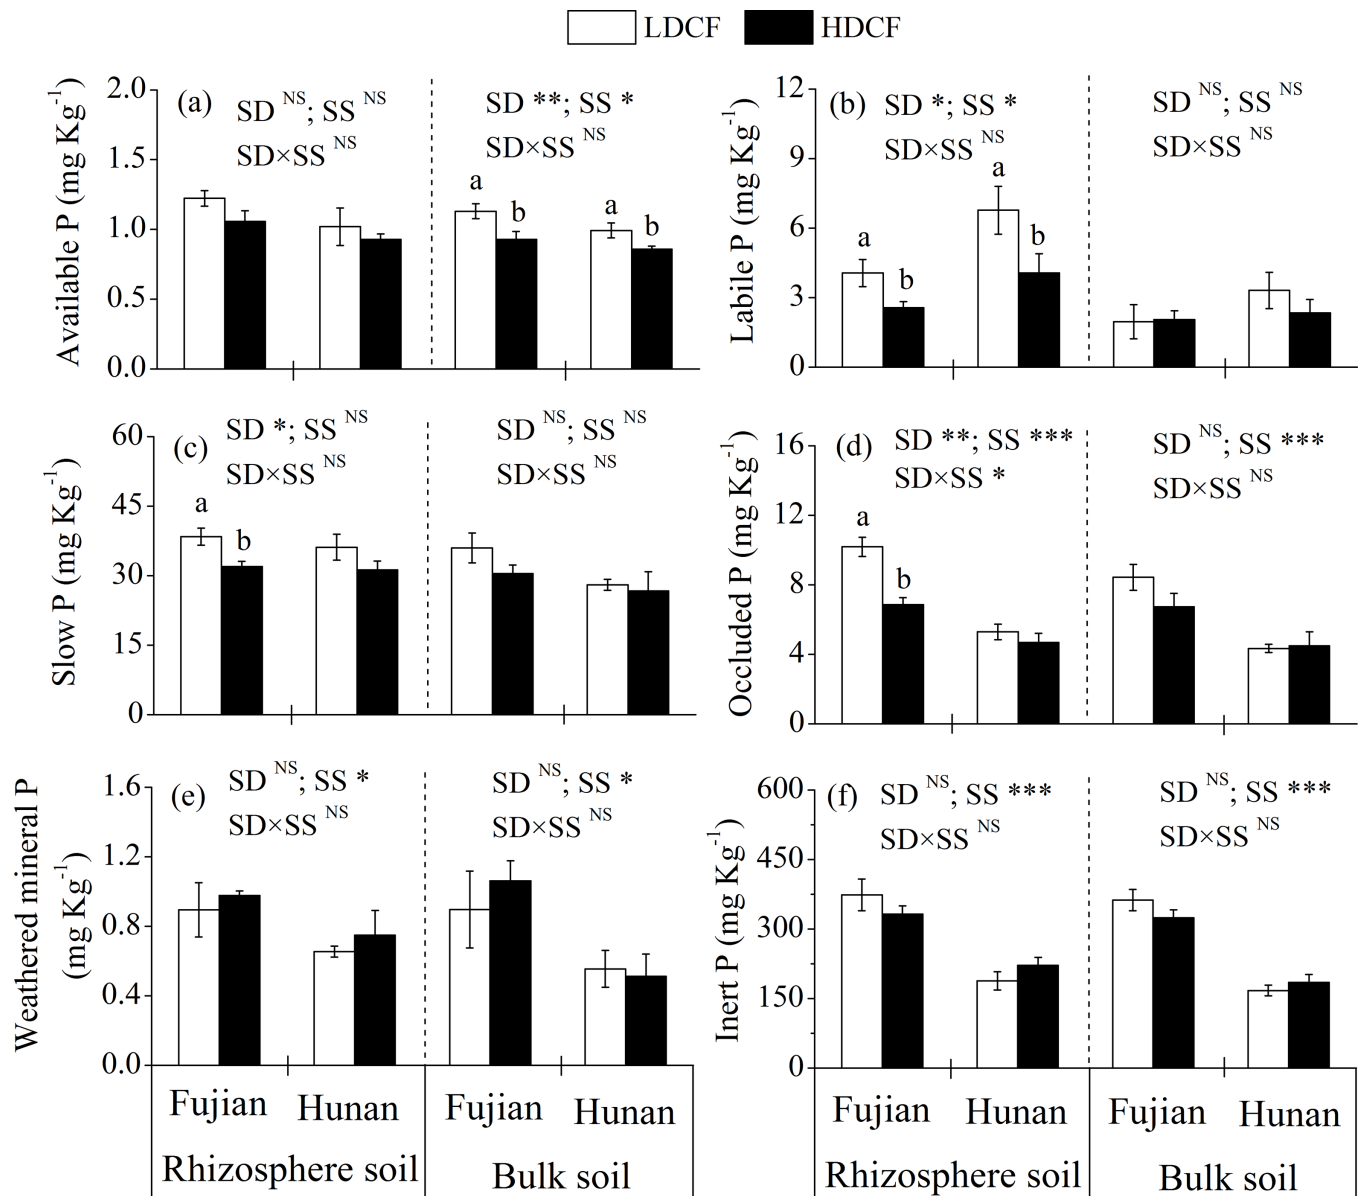 LDCF HDCF
(a) SD NS; SS NS
SD×SS NS
SD **; SS *
SD×SS NS
Available P (mg Kg-1)
2.0
1.5
1.0
0.5
0.0
a
b
a
b
(b) SD *; SS *
SD×SS NS
SD NS; SS NS
SD×SS NS
Labile P (mg Kg-1)
12
9
6
3
0
a
b
a
b
(c) SD *; SS NS
SD×SS NS
SD NS; SS NS
SD×SS NS
Slow P (mg Kg-1)
60
45
30
15
0
a
b
(d) SD **; SS ***
SD×SS *
SD NS; SS ***
SD×SS NS
Occluded P (mg Kg-1)
16
12
8
4
0
a
b
(e) SD NS; SS *
SD×SS NS
SD NS; SS *
SD×SS NS
Weathered mineral P
(mg Kg-1)
1.6
1.2
0.8
0.4
0.0
Fujian Hunan Fujian Hunan
Rhizosphere soil Bulk soil
(f) SD NS; SS ***
SD×SS NS
SD NS; SS ***
SD×SS NS
Inert P (mg Kg-1)
600
450
300
150
0
Fujian Hunan Fujian Hunan
Rhizosphere soil Bulk soil